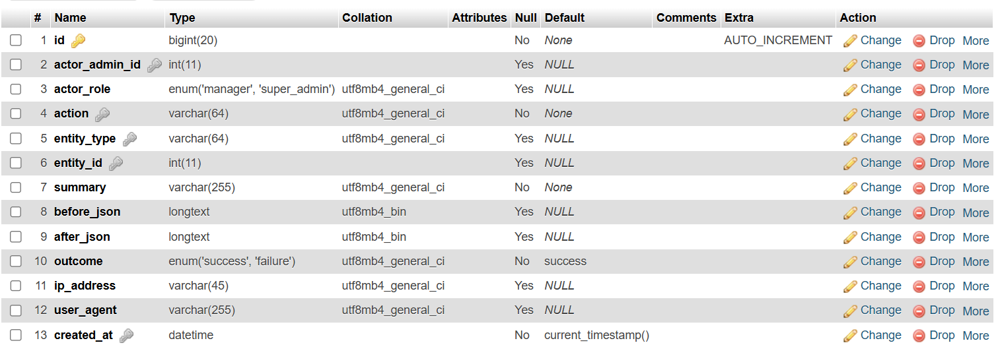 # Name Type Collation Attributes Null Default Comments Extra Action
1 id bigint(20) No None AUTO_INCREMENT Change Drop More
2 actor_admin_id int(11) Yes NULL Change Drop More
3 actor_role enum('manager', 'super_admin') utf8mb4_general_ci Yes NULL Change Drop More
4 action varchar(64) utf8mb4_general_ci No None Change Drop More
5 entity_type varchar(64) utf8mb4_general_ci Yes NULL Change Drop More
6 entity_id int(11) Yes NULL Change Drop More
7 summary varchar(255) utf8mb4_general_ci No None Change Drop More
8 before_json longtext utf8mb4_bin Yes NULL Change Drop More
9 after_json longtext utf8mb4_bin Yes NULL Change Drop More
10 outcome enum('success', 'failure') utf8mb4_general_ci No success Change Drop More
11 ip_address varchar(45) utf8mb4_general_ci Yes NULL Change Drop More
12 user_agent varchar(255) utf8mb4_general_ci Yes NULL Change Drop More
13 created_at datetime No current_timestamp() Change Drop More